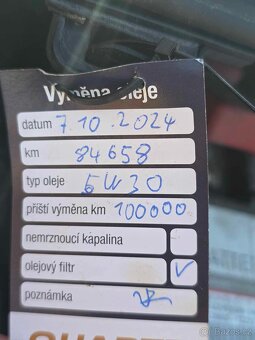 Výměna oleje
datum 7.10.2024
km 84658
typ oleje 5W30
příští výměna km 100000
nemrznoucí kapalina
olejový filtr ✓
poznámka